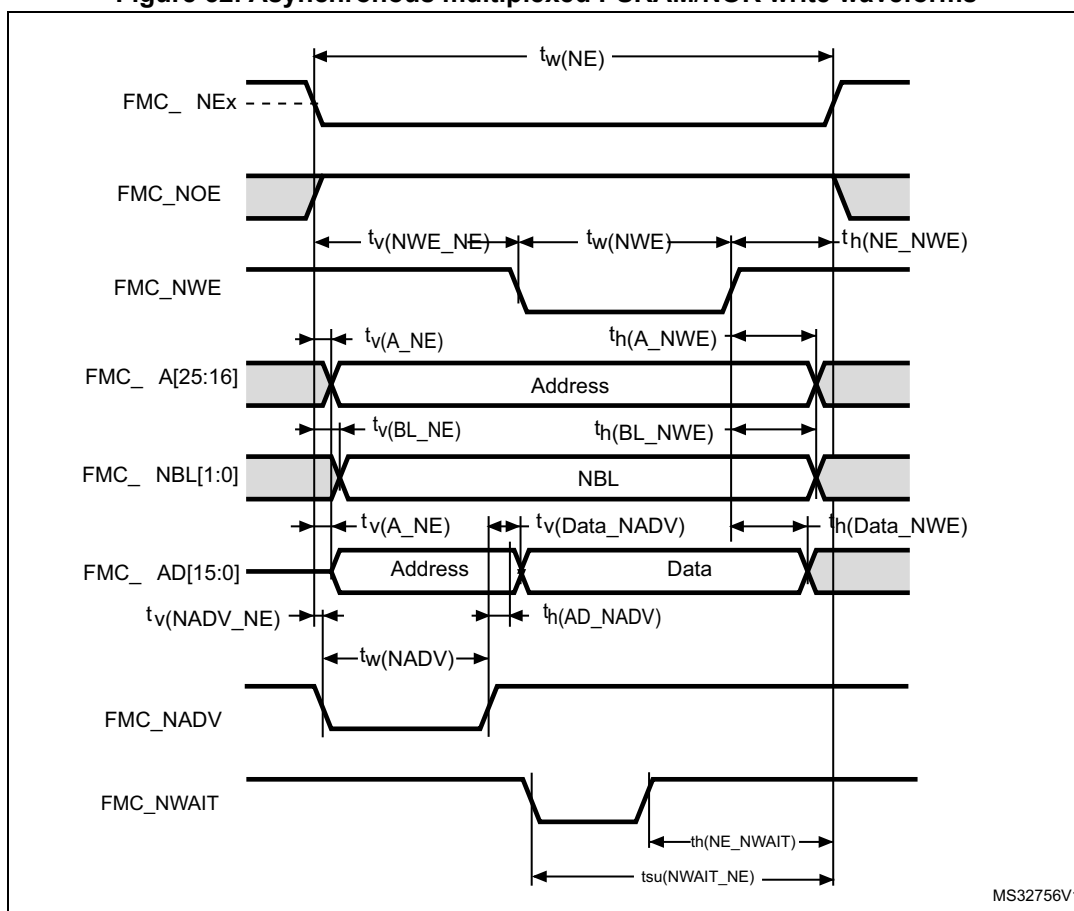 Figure Asynchronous multiplexed PSRAM/NOR write waveforms
tw(NE)
FMC_ NEx
FMC_NOE
tv(NWE_NE) tw(NWE) th(NE_NWE)
FMC_NWE
tv(A_NE) th(A_NWE)
FMC_ A[25:16] Address
tv(BL_NE) th(BL_NWE)
FMC_ NBL[1:0] NBL
tv(A_NE) tv(Data_NADV) th(Data_NWE)
FMC_ AD[15:0] Address Data
tv(NADV_NE) th(AD_NADV)
tw(NADV)
FMC_NADV
FMC_NWAIT
th(NE_NWAIT)
tsu(NWAIT_NE)
MS32756V1